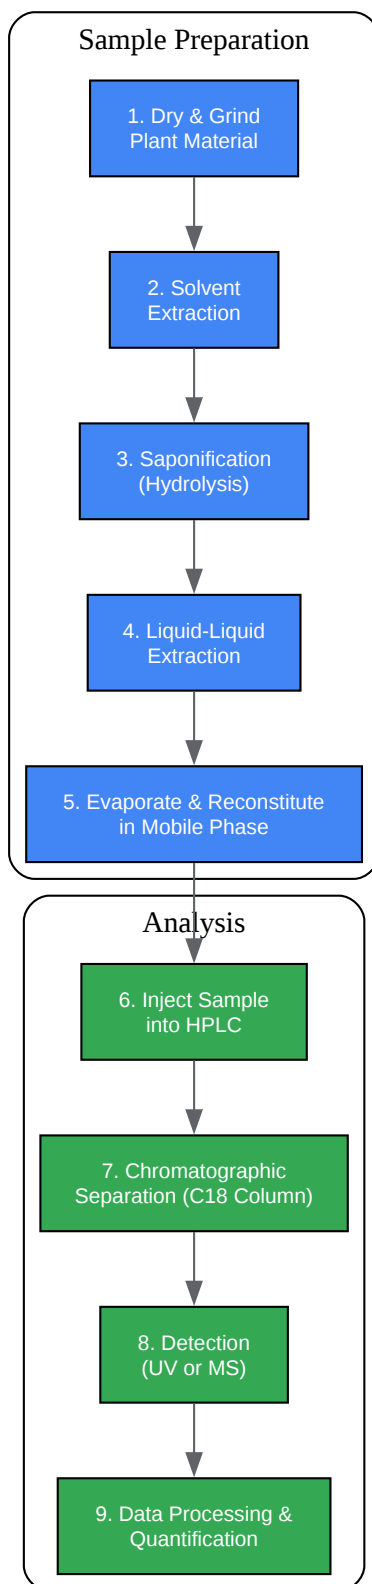 Sample Preparation
1. Dry & Grind
Plant Material
2. Solvent
Extraction
3. Saponification
(Hydrolysis)
4. Liquid-Liquid
Extraction
5. Evaporate & Reconstitute
in Mobile Phase
Analysis
6. Inject Sample
into HPLC
7. Chromatographic
Separation (C18 Column)
8. Detection
(UV or MS)
9. Data Processing &
Quantification